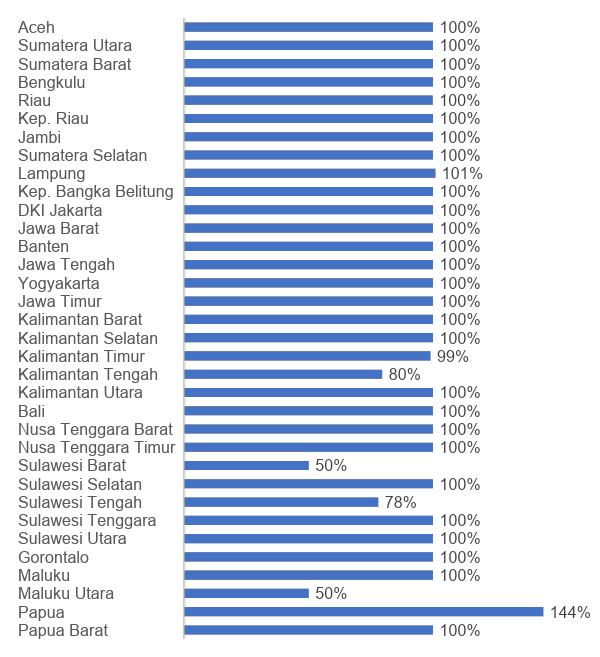 Aceh 100%
Sumatera Utara 100%
Sumatera Barat 100%
Bengkulu 100%
Riau 100%
Kep. Riau 100%
Jambi 100%
Sumatera Selatan 100%
Lampung 101%
Kep. Bangka Belitung 100%
DKI Jakarta 100%
Jawa Barat 100%
Banten 100%
Jawa Tengah 100%
Yogyakarta 100%
Jawa Timur 100%
Kalimantan Barat 100%
Kalimantan Selatan 100%
Kalimantan Timur 99%
Kalimantan Tengah 80%
Kalimantan Utara 100%
Bali 100%
Nusa Tenggara Barat 100%
Nusa Tenggara Timur 100%
Sulawesi Barat 50%
Sulawesi Selatan 100%
Sulawesi Tengah 78%
Sulawesi Tenggara 100%
Sulawesi Utara 100%
Gorontalo 100%
Maluku 100%
Maluku Utara 50%
Papua 144%
Papua Barat 100%